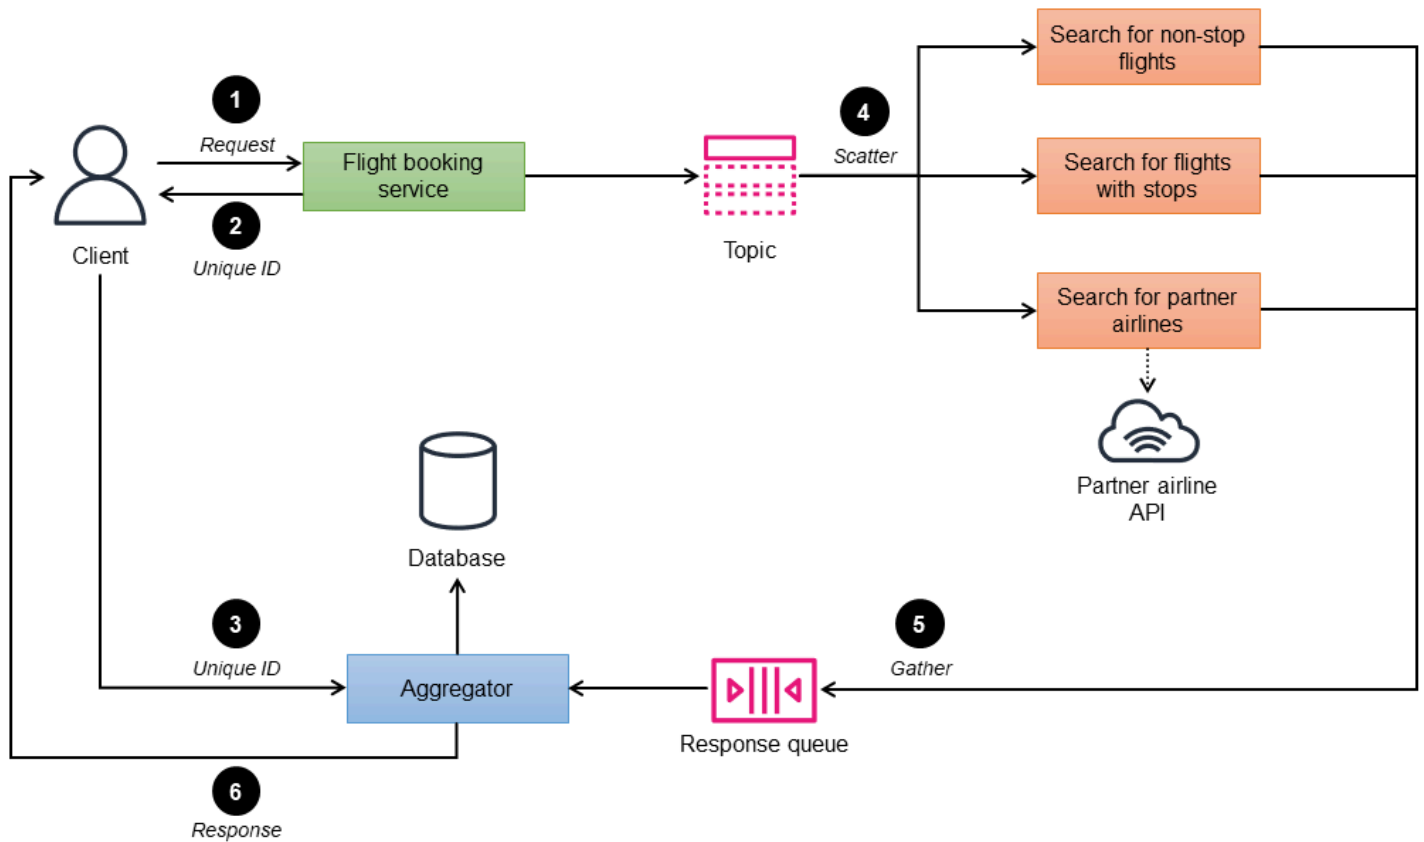 1
Request
Flight booking
service
2
Unique ID
Client
Topic
4
Scatter
Search for non-stop
flights
Search for flights
with stops
Search for partner
airlines
Partner airline
API
Database
3
Unique ID
Aggregator
5
Gather
Response queue
6
Response